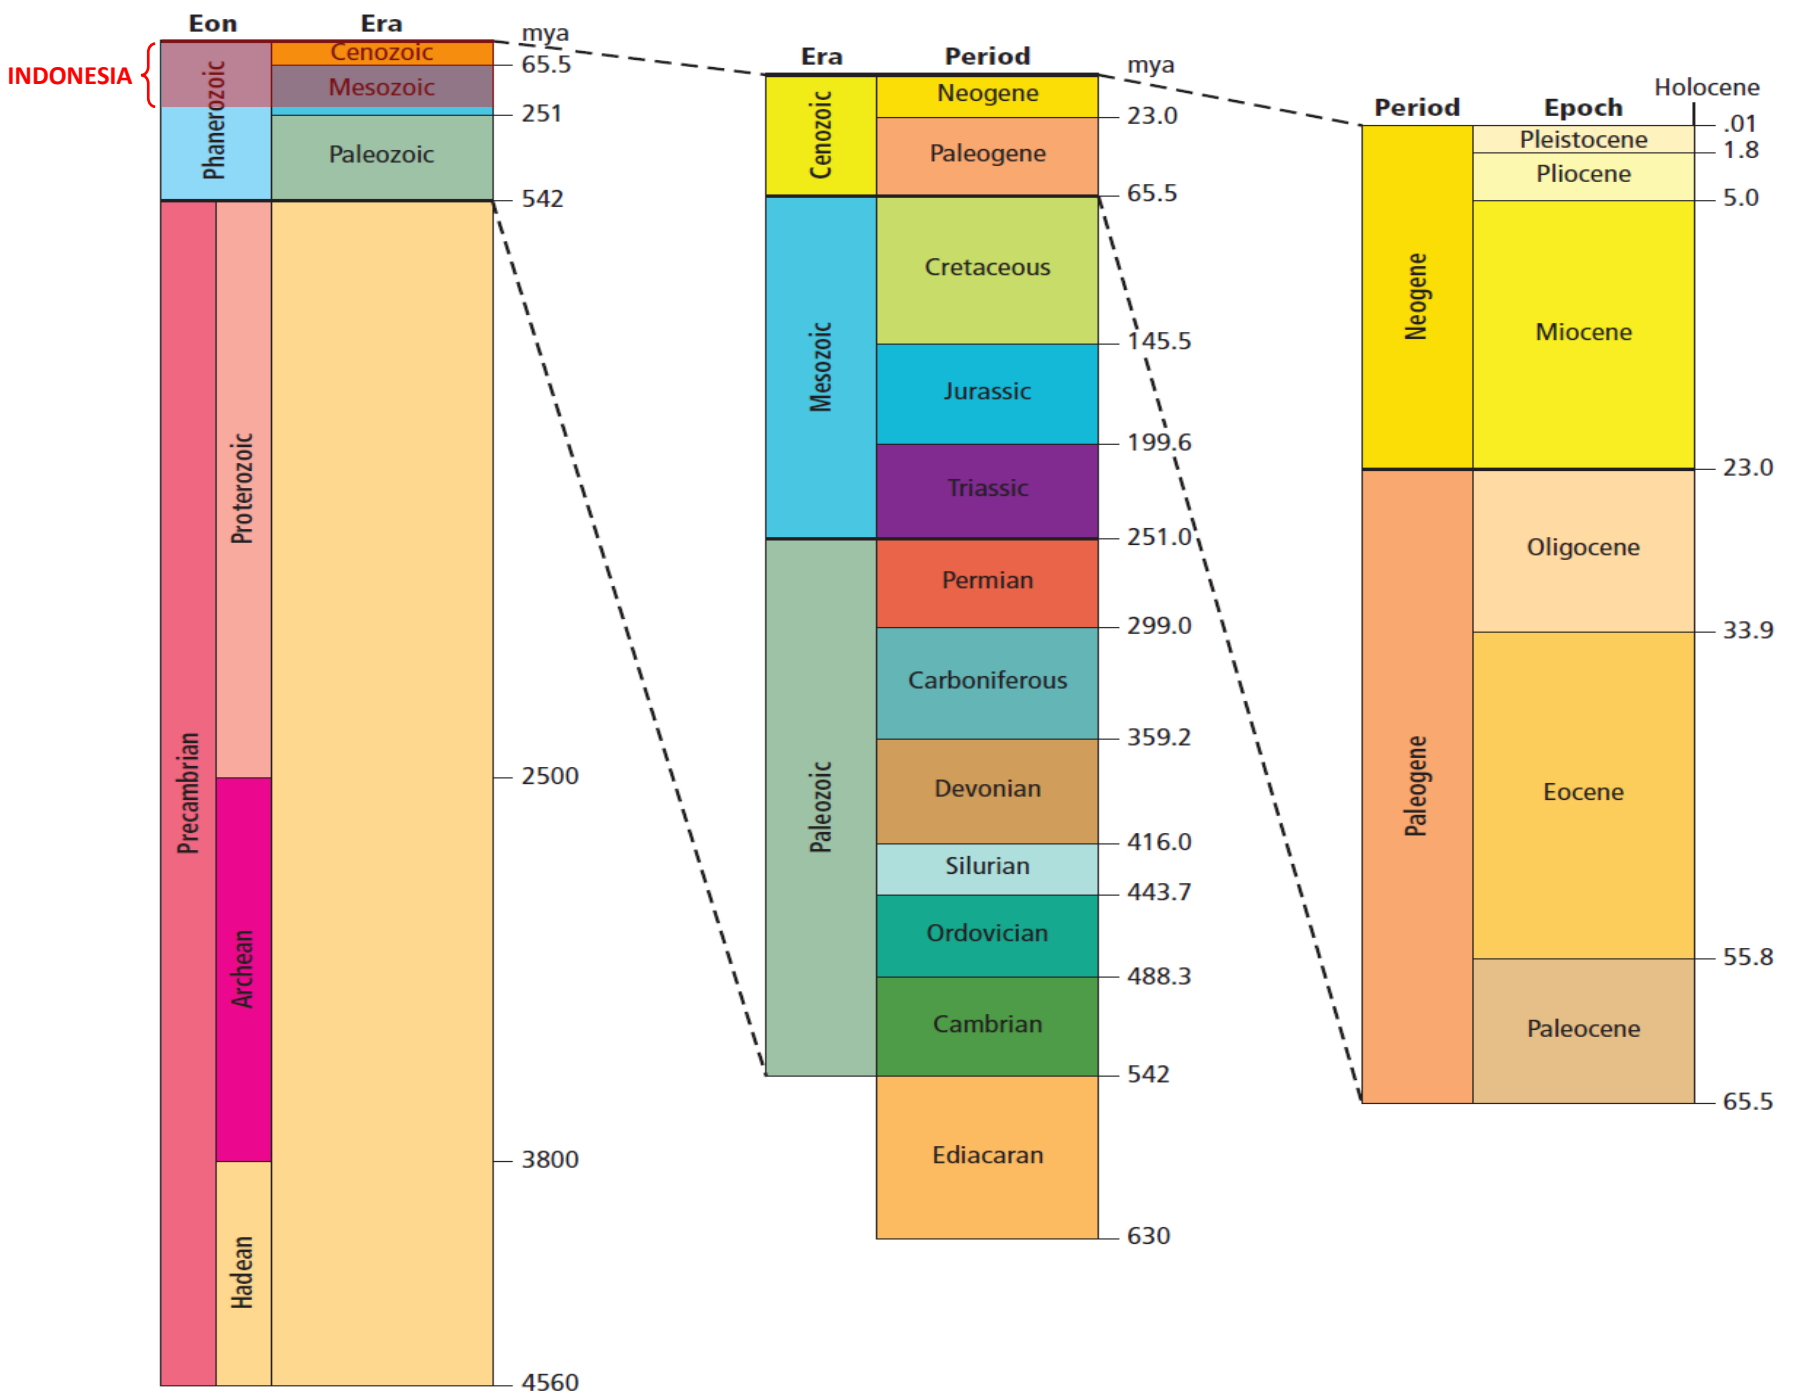 Eon Era
mya
INDONESIA
Phanerozoic
Cenozoic
65.5
Mesozoic
251
Paleozoic
542
Precambrian
Proterozoic
2500
Archean
3800
Hadean
4560
Era Period
mya
Cenozoic
Neogene
23.0
Paleogene
65.5
Mesozoic
Cretaceous
145.5
Jurassic
199.6
Triassic
251.0
Paleozoic
Permian
299.0
Carboniferous
359.2
Devonian
416.0
Silurian
443.7
Ordovician
488.3
Cambrian
542
Ediacaran
630
Holocene
Period Epoch
.01
Neogene
Pleistocene
1.8
Pliocene
5.0
Miocene
23.0
Paleogene
Oligocene
33.9
Eocene
55.8
Paleocene
65.5